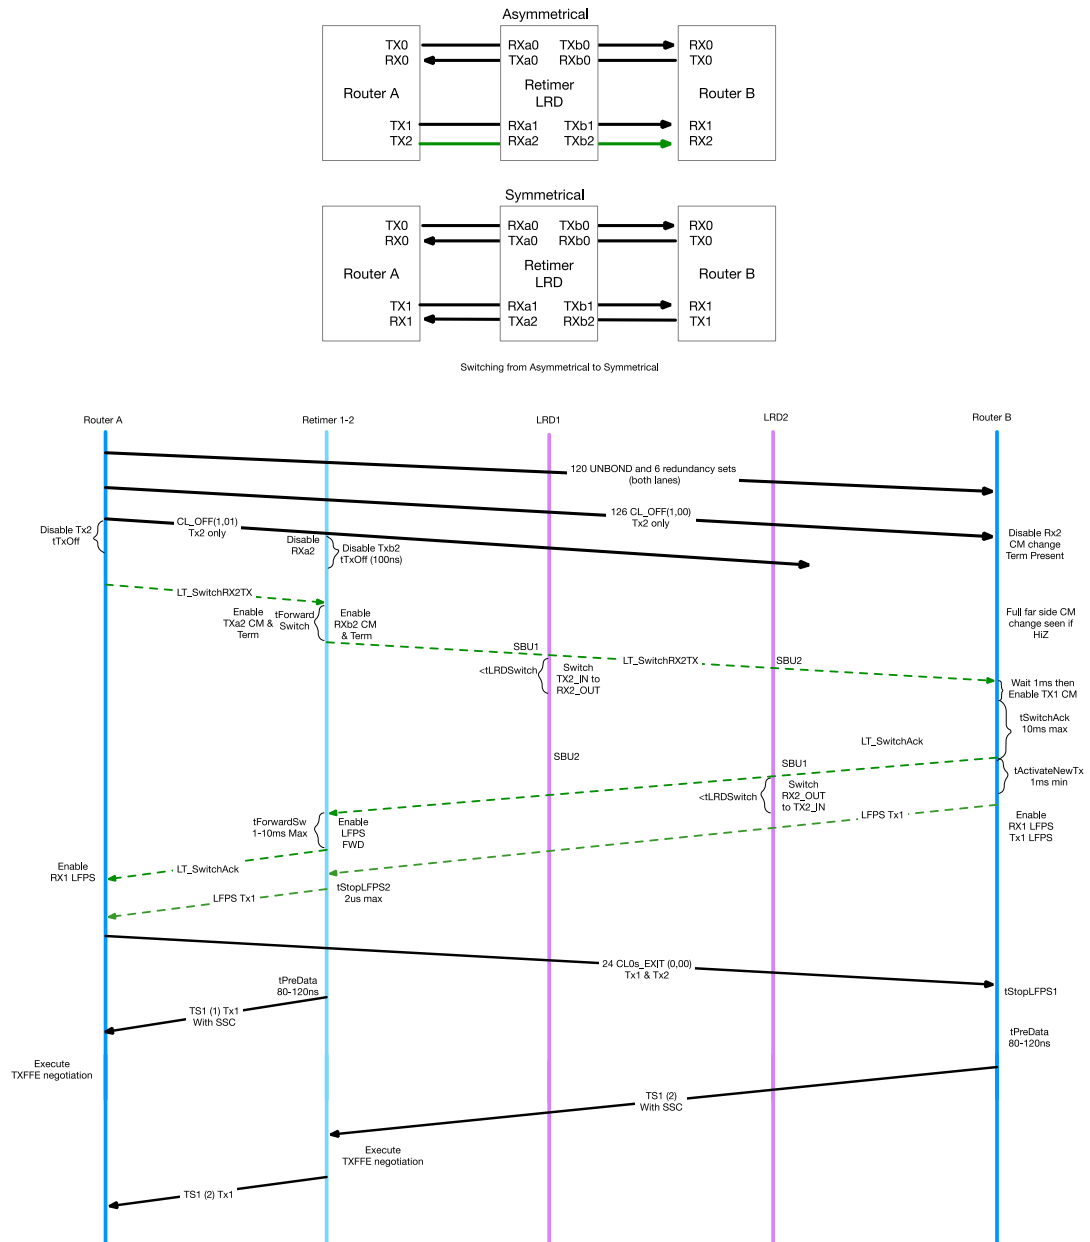 Asymmetrical
TX0
RX0
Router A
TX1
TX2
RXa0
TXa0
Retimer
LRD
RXa1
RXa2
TXb0
RXb0
TXb1
TXb2
RX0
TX0
Router B
RX1
RX2
Symmetrical
TX0
RX0
Router A
TX1
RX1
RXa0
TXa0
Retimer
LRD
RXa1
TXa2
TXb0
RXb0
TXb1
RXb2
RX0
TX0
Router B
RX1
TX1
Switching from Asymmetrical to Symmetrical
Router A
Retimer 1-2
LRD1
LRD2
Router B
120 UNBOND and 6 redundancy sets
(both lanes)
126 CL_OFF(1,00)
Tx2 only
CL_OFF(1,01)
Tx2 only
Disable Tx2
tTxOff
Disable
RXa2
Disable Txb2
tTxOff (100ns)
Disable Rx2
CM change
Term Present
LT_SwitchRX2TX
Enable
TXa2 CM &
Term
tForward
Switch
Enable
RXb2 CM
& Term
Full far side CM
change seen if
HiZ
SBU1
LT_SwitchRX2TX
SBU2
<tLRDSwitch
Switch
TX2_IN to
RX2_OUT
Wait 1ms then
Enable TX1 CM
tSwitchAck
10ms max
LT_SwitchAck
SBU2
SBU1
tActivateNewTx
1ms min
<tLRDSwitch
Switch
RX2_OUT
to TX2_IN
LFPS Tx1
Enable
RX1 LFPS
Tx1 LFPS
tForwardSw
1-10ms Max
Enable
LFPS
FWD
Enable
RX1 LFPS
LT_SwitchAck
LFPS Tx1
tStopLFPS2
2us max
24 CL0s_EXIT (0,00)
Tx1 & Tx2
tStopLFPS1
tPreData
80-120ns
TS1 (1) Tx1
With SSC
tPreData
80-120ns
Execute
TXFFE negotiation
TS1 (2)
With SSC
Execute
TXFFE negotiation
TS1 (2) Tx1